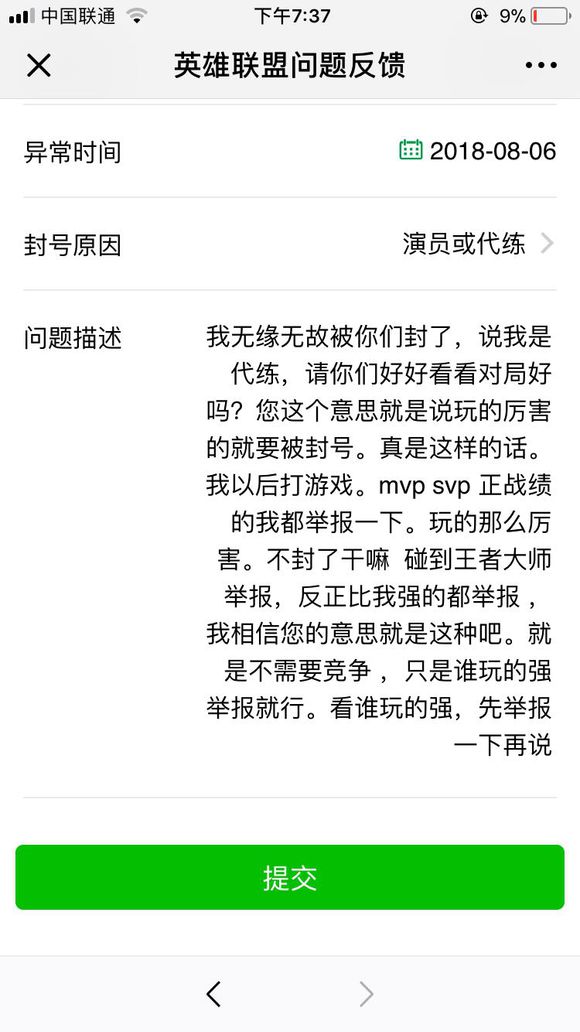 中国联通 下午7:37 9%
英雄联盟问题反馈
异常时间 2018-08-06
封号原因 演员或代练
问题描述 我无缘无故被你们封了，说我是
代练，请你们好好看看对局好
吗？您这个意思就是说玩的厉害
的就要被封号。真是这样的话。
我以后打游戏。mvp svp 正战绩
的我都举报一下。玩的那么厉
害。不封了干嘛 碰到王者大师
举报，反正比我强的都举报，
我相信您的意思就是这种吧。就
是不需要竞争，只是谁玩的强
举报就行。看谁玩的强，先举报
一下再说
提交